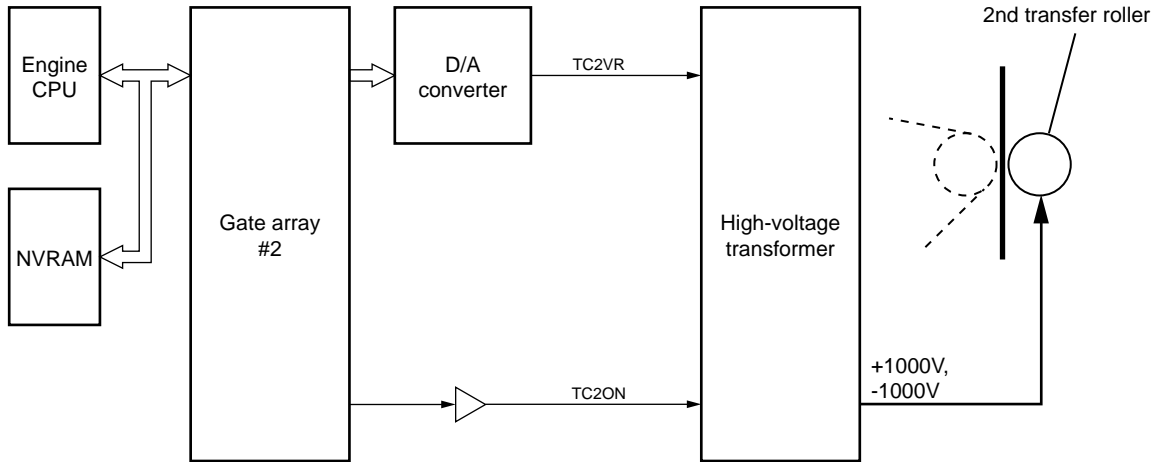 2nd transfer roller
Engine
CPU
D/A
converter
TC2VR
NVRAM
Gate array
#2
High-voltage
transformer
+1000V,
-1000V
TC2ON